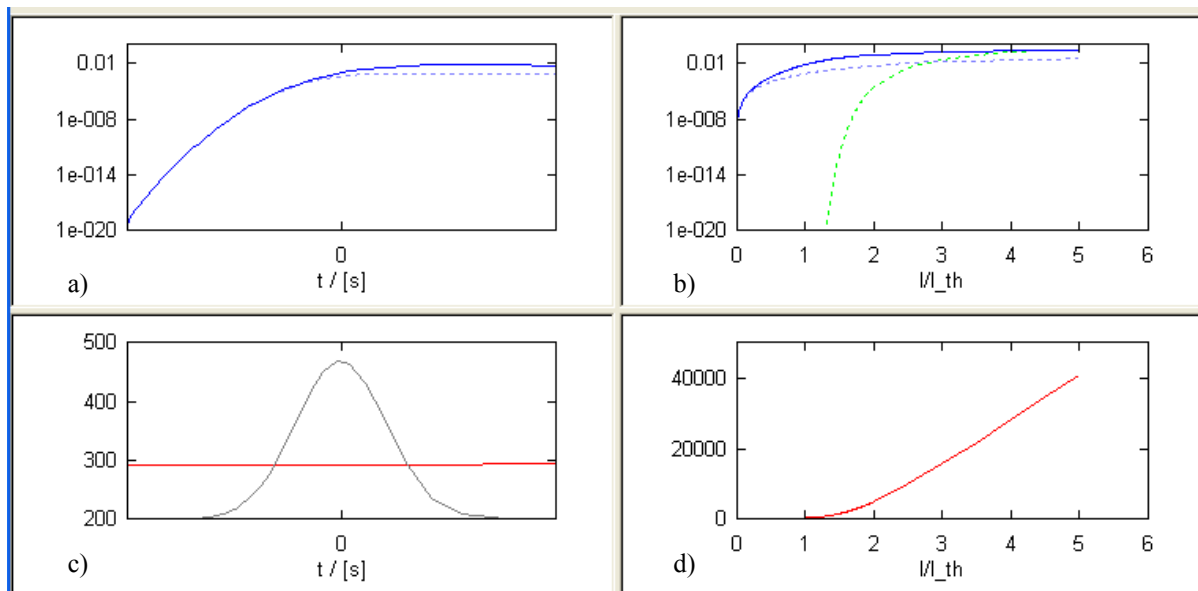 0.01
1e-008
1e-014
1e-020
0
t / [s]
a)
0.01
1e-008
1e-014
1e-020
0 1 2 3 4 5 6
I/I_th
b)
500
400
300
200
0
t / [s]
c)
40000
20000
0
0 1 2 3 4 5 6
I/I_th
d)